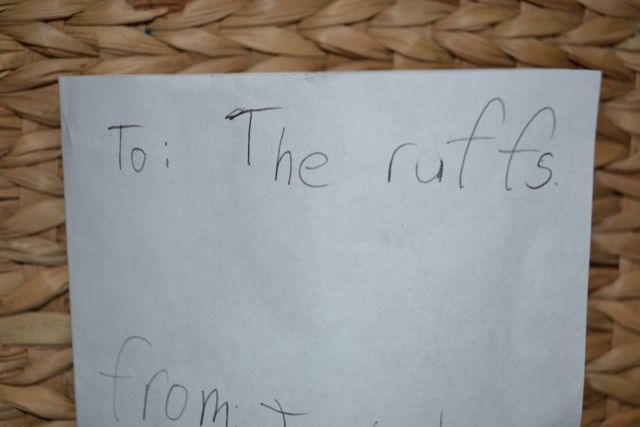 To: The ruffs.
from: